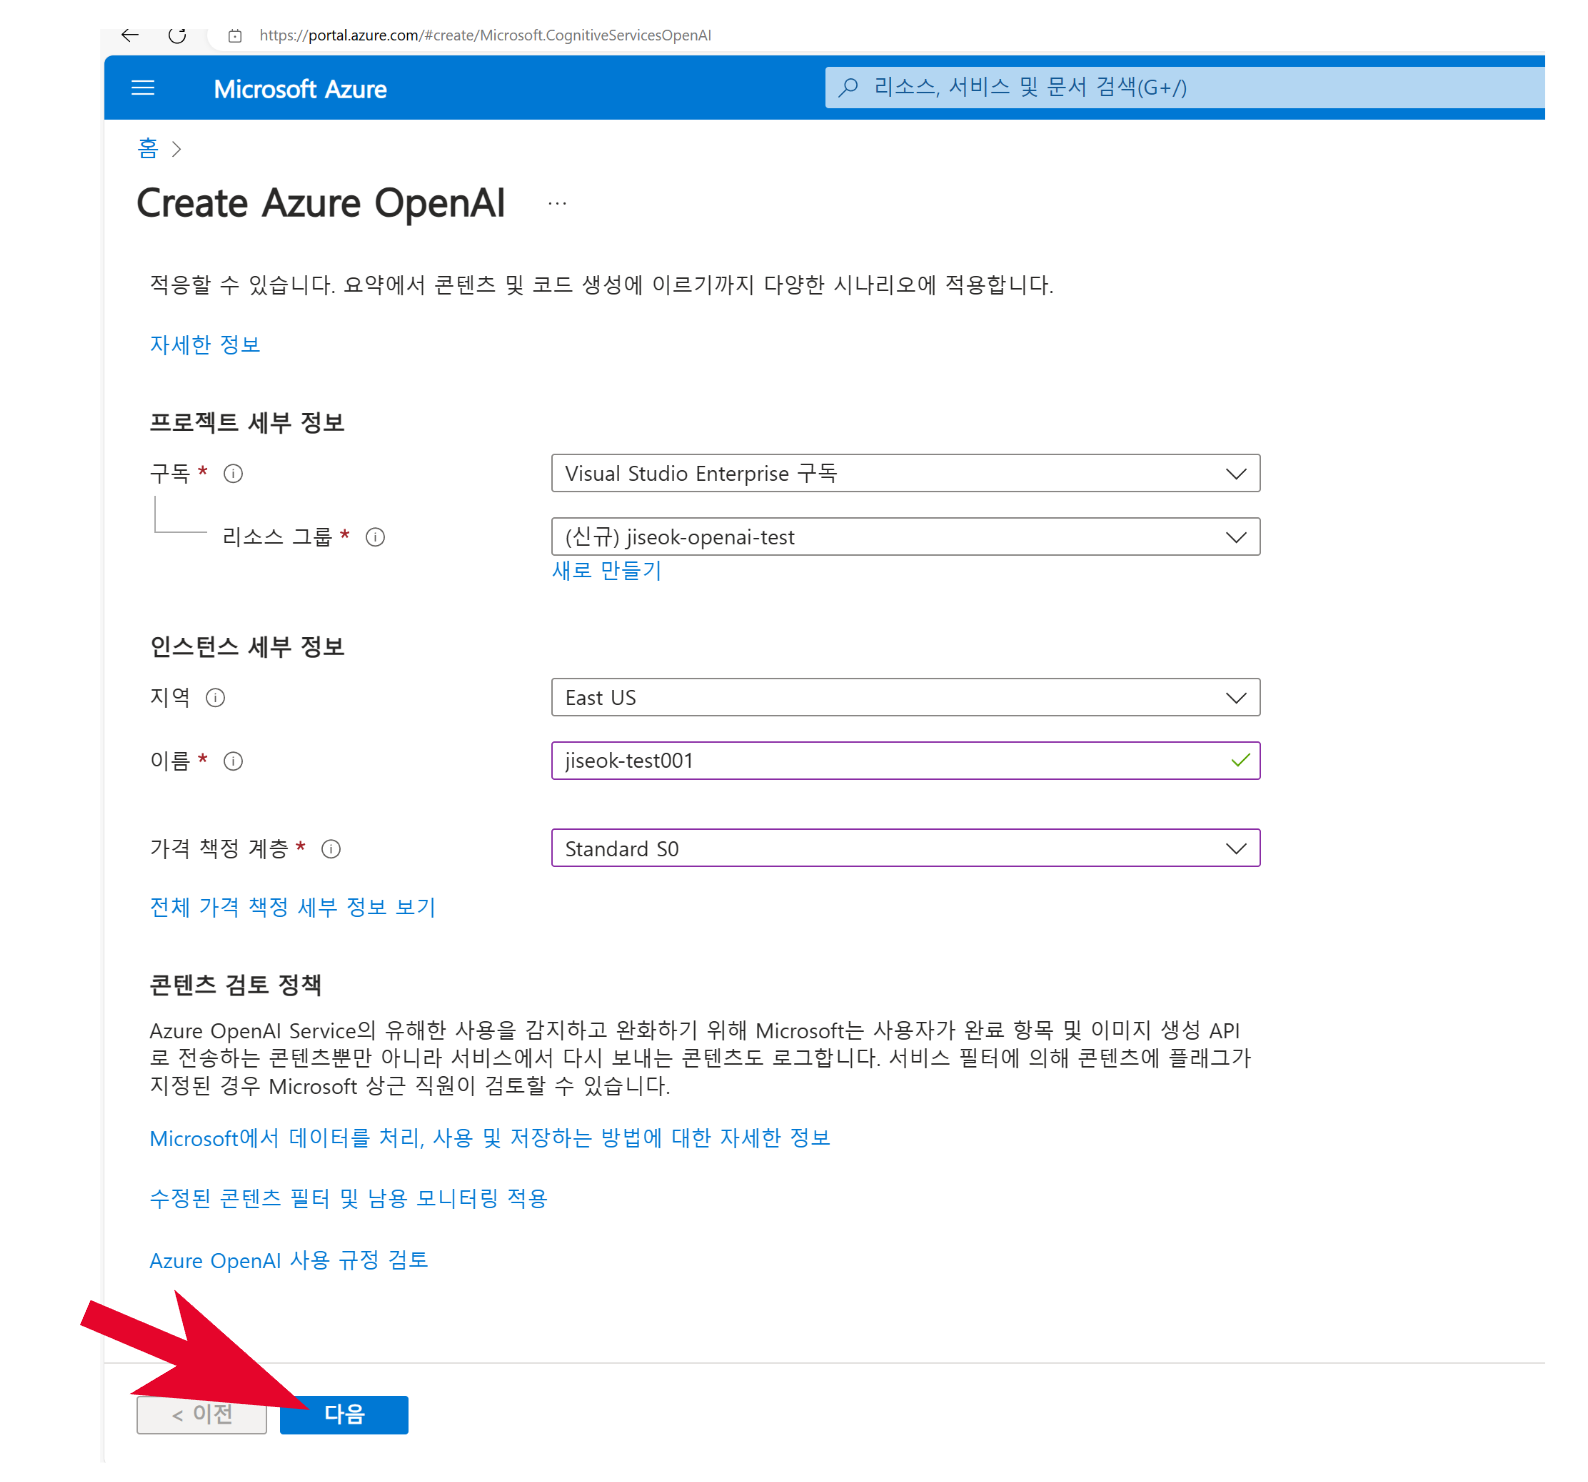 https://portal.azure.com/#create/Microsoft.CognitiveServicesOpenAI
Microsoft Azure
리소스, 서비스 및 문서 검색(G+/)
홈 >
Create Azure OpenAI ...
적응할 수 있습니다. 요약에서 콘텐츠 및 코드 생성에 이르기까지 다양한 시나리오에 적용합니다.
자세한 정보
프로젝트 세부 정보
구독 *
Visual Studio Enterprise 구독
리소스 그룹 *
(신규) jiseok-openai-test
새로 만들기
인스턴스 세부 정보
지역
East US
이름 *
jiseok-test001
가격 책정 계층 *
Standard S0
전체 가격 책정 세부 정보 보기
콘텐츠 검토 정책
Azure OpenAI Service의 유해한 사용을 감지하고 완화하기 위해 Microsoft는 사용자가 완료 항목 및 이미지 생성 API
로 전송하는 콘텐츠뿐만 아니라 서비스에서 다시 보내는 콘텐츠도 로그합니다. 서비스 필터에 의해 콘텐츠에 플래그가
지정된 경우 Microsoft 상근 직원이 검토할 수 있습니다.
Microsoft에서 데이터를 처리, 사용 및 저장하는 방법에 대한 자세한 정보
수정된 콘텐츠 필터 및 남용 모니터링 적용
Azure OpenAI 사용 규정 검토
< 이전
다음